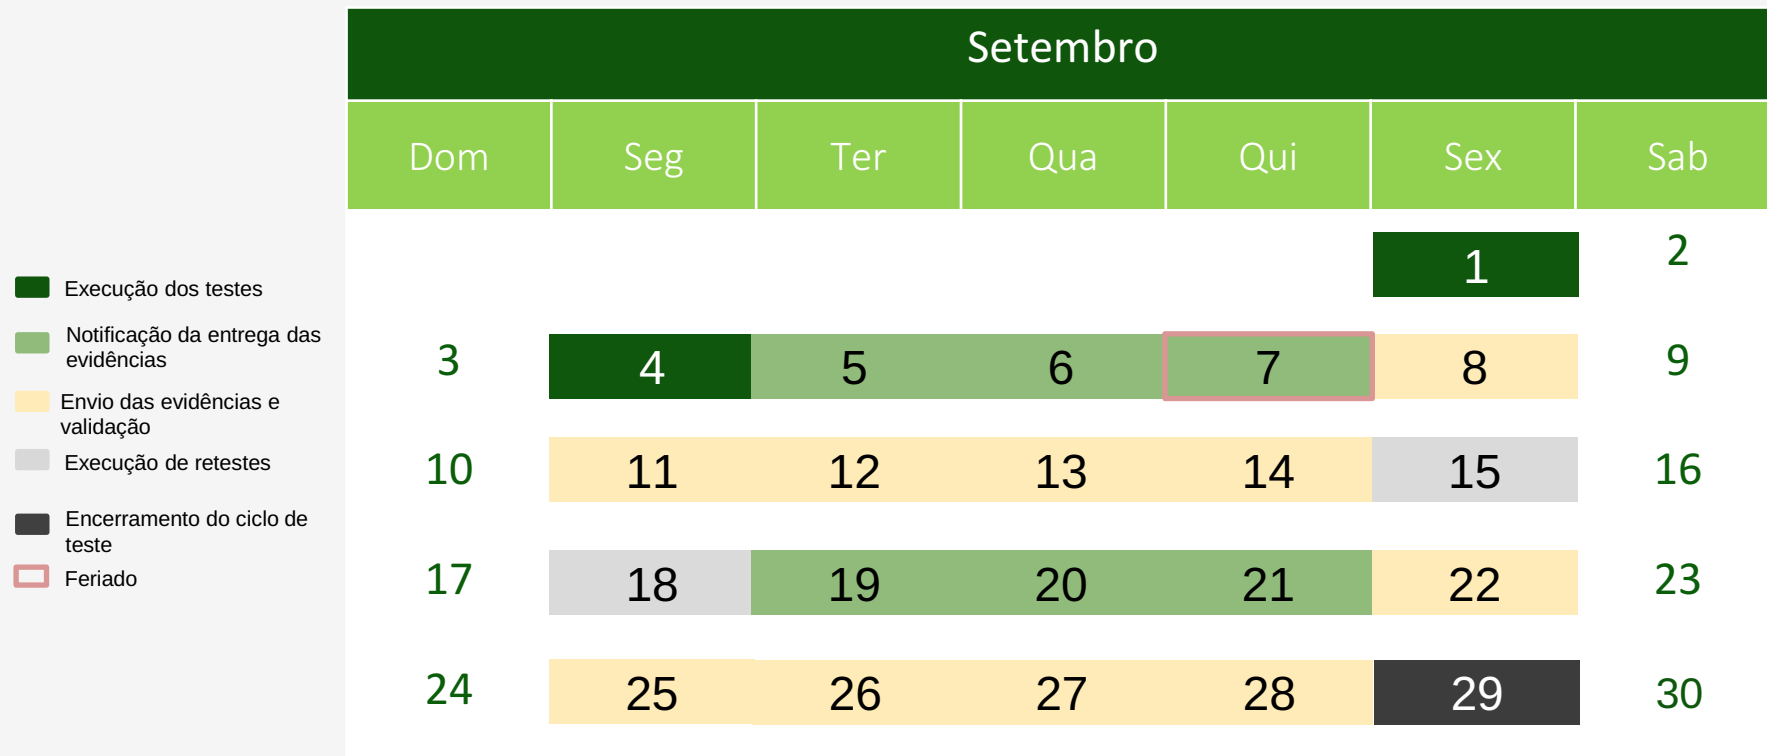 Setembro
Dom Seg Ter Qua Qui Sex Sab
1 2
3 4 5 6 7 8 9
10 11 12 13 14 15 16
17 18 19 20 21 22 23
24 25 26 27 28 29 30
Execução dos testes
Notificação da entrega das
evidências
Envio das evidências e
validação
Execução de retestes
Encerramento do ciclo de
teste
Feriado